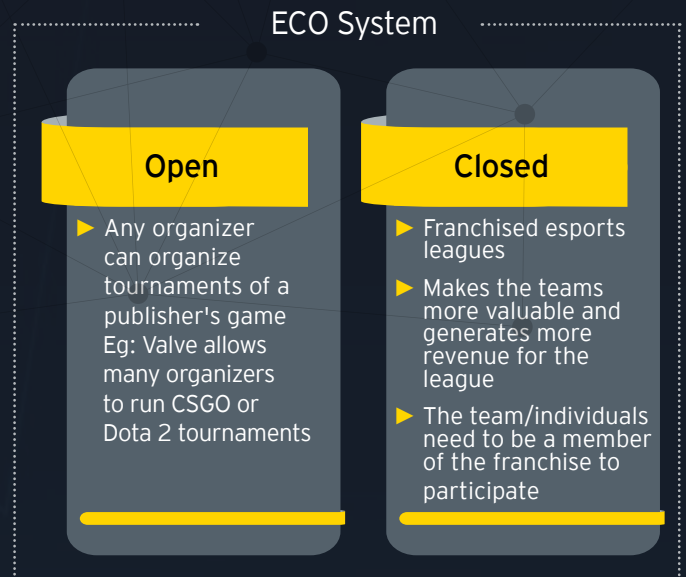 ECO System
Open
▶ Any organizer
can organize
tournaments of a
publisher's game
Eg: Valve allows
many organizers
to run CSGO or
Dota 2 tournaments
Closed
▶ Franchised esports
leagues
▶ Makes the teams
more valuable and
generates more
revenue for the
league
▶ The team/individuals
need to be a member
of the franchise to
participate